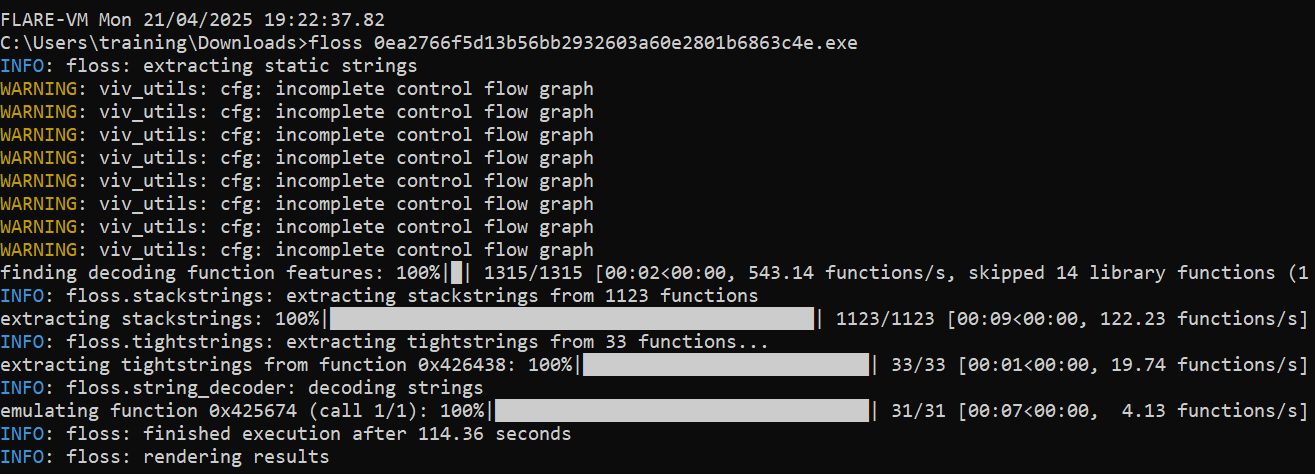 FLARE-VM Mon 21/04/2025 19:22:37.82
C:\Users\training\Downloads>floss 0ea2766f5d13b56bb2932603a60e2801b6863c4e.exe
INFO: floss: extracting static strings
WARNING: viv_utils: cfg: incomplete control flow graph
WARNING: viv_utils: cfg: incomplete control flow graph
WARNING: viv_utils: cfg: incomplete control flow graph
WARNING: viv_utils: cfg: incomplete control flow graph
WARNING: viv_utils: cfg: incomplete control flow graph
WARNING: viv_utils: cfg: incomplete control flow graph
WARNING: viv_utils: cfg: incomplete control flow graph
WARNING: viv_utils: cfg: incomplete control flow graph
finding decoding function features: 100%|█| 1315/1315 [00:02<00:00, 543.14 functions/s, skipped 14 library functions (1
INFO: floss.stackstrings: extracting stackstrings from 1123 functions
extracting stackstrings: 100%|██████████████████████████████████████████| 1123/1123 [00:09<00:00, 122.23 functions/s]
INFO: floss.tightstrings: extracting tightstrings from 33 functions...
extracting tightstrings from function 0x426438: 100%|██████████████████████████| 33/33 [00:01<00:00, 19.74 functions/s]
INFO: floss.string_decoder: decoding strings
emulating function 0x425674 (call 1/1): 100%|██████████████████████████████████| 31/31 [00:07<00:00,  4.13 functions/s]
INFO: floss: finished execution after 114.36 seconds
INFO: floss: rendering results